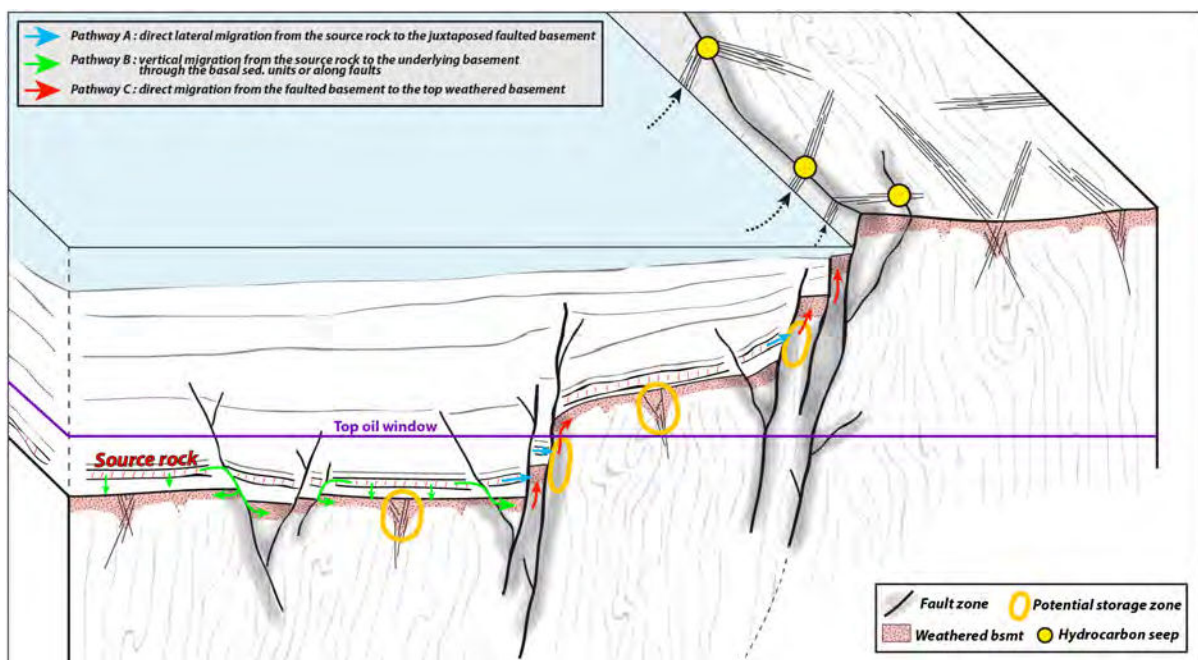 Pathway A : direct lateral migration from the source rock to the juxtaposed faulted basement
Pathway B : vertical migration from the source rock to the underlying basement
through the basal sed. units or along faults
Pathway C : direct migration from the faulted basement to the top weathered basement
Top oil window
Source rock
Fault zone
Potential storage zone
Weathered bsmt
Hydrocarbon seep